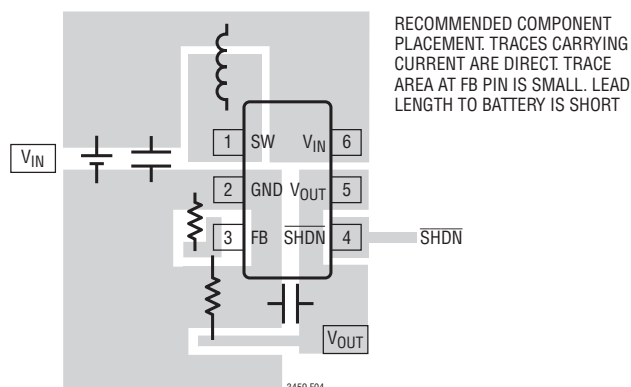 RECOMMENDED COMPONENT
PLACEMENT. TRACES CARRYING
CURRENT ARE DIRECT. TRACE
AREA AT FB PIN IS SMALL. LEAD
LENGTH TO BATTERY IS SHORT
1 SW VIN 6
VIN
2 GND VOUT 5
3 FB SHDN 4 SHDN
VOUT